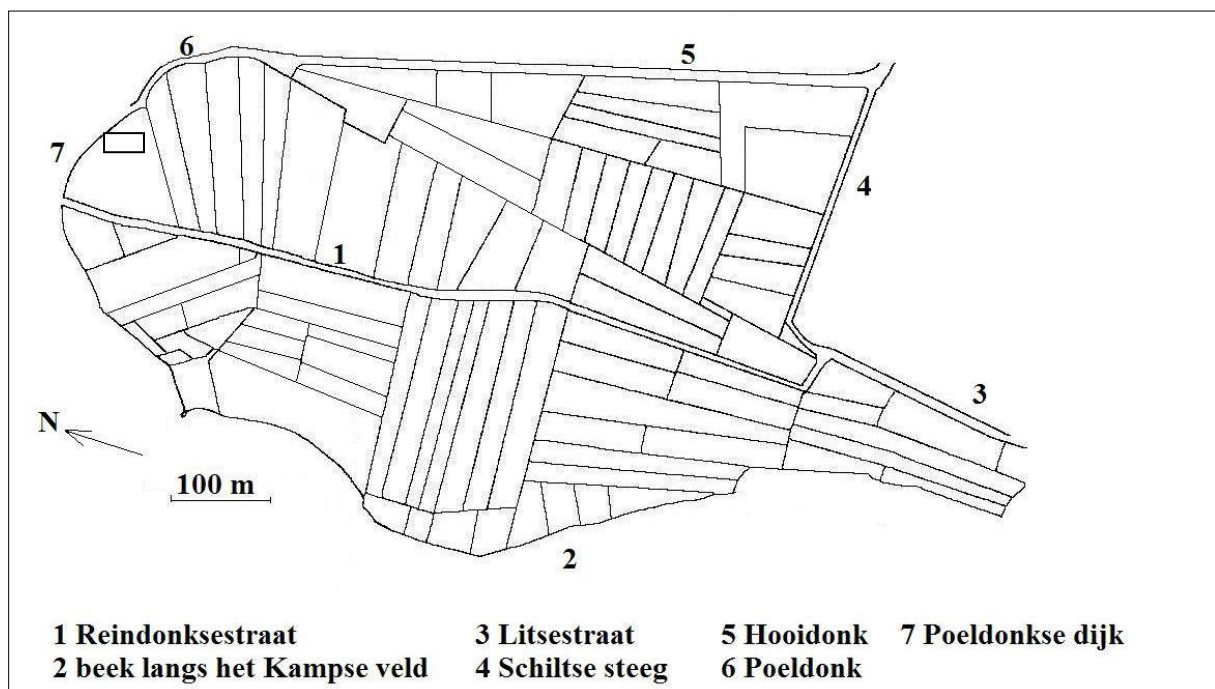 6
5
7
4
1
3
N
100 m
2
1 Reindonksestraat 3 Litsestraat 5 Hooidonk 7 Poeldonkse dijk
2 beek langs het Kampse veld 4 Schiltse steeg 6 Poeldonk